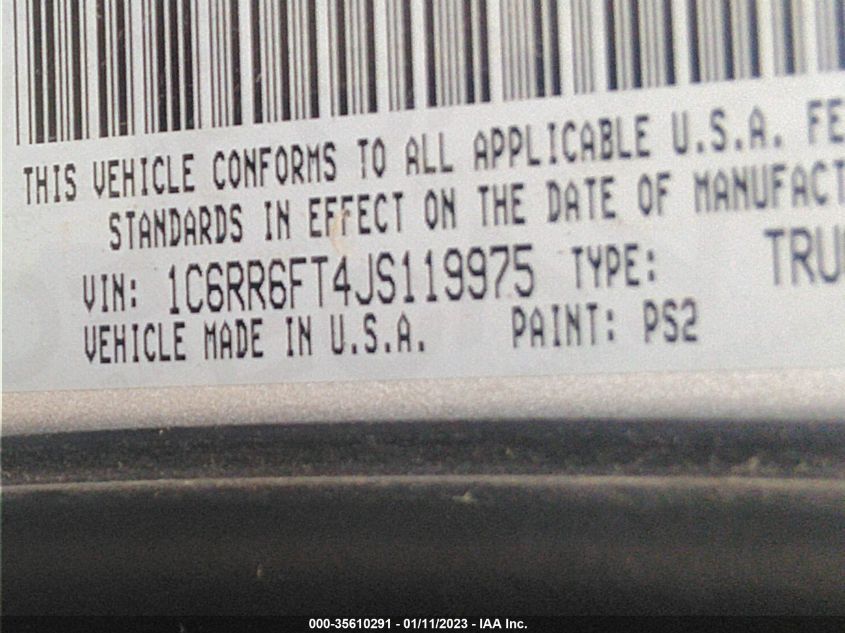 THIS VEHICLE CONFORMS TO ALL APPLICABLE U.S.A. FE
STANDARDS IN EFFECT ON THE DATE OF MANUFACT
VIN: 1C6RR6FT4JS119975 TYPE: TRU
VEHICLE MADE IN U.S.A. PAINT: PS2
000-35610291 - 01/11/2023 - IAA Inc.